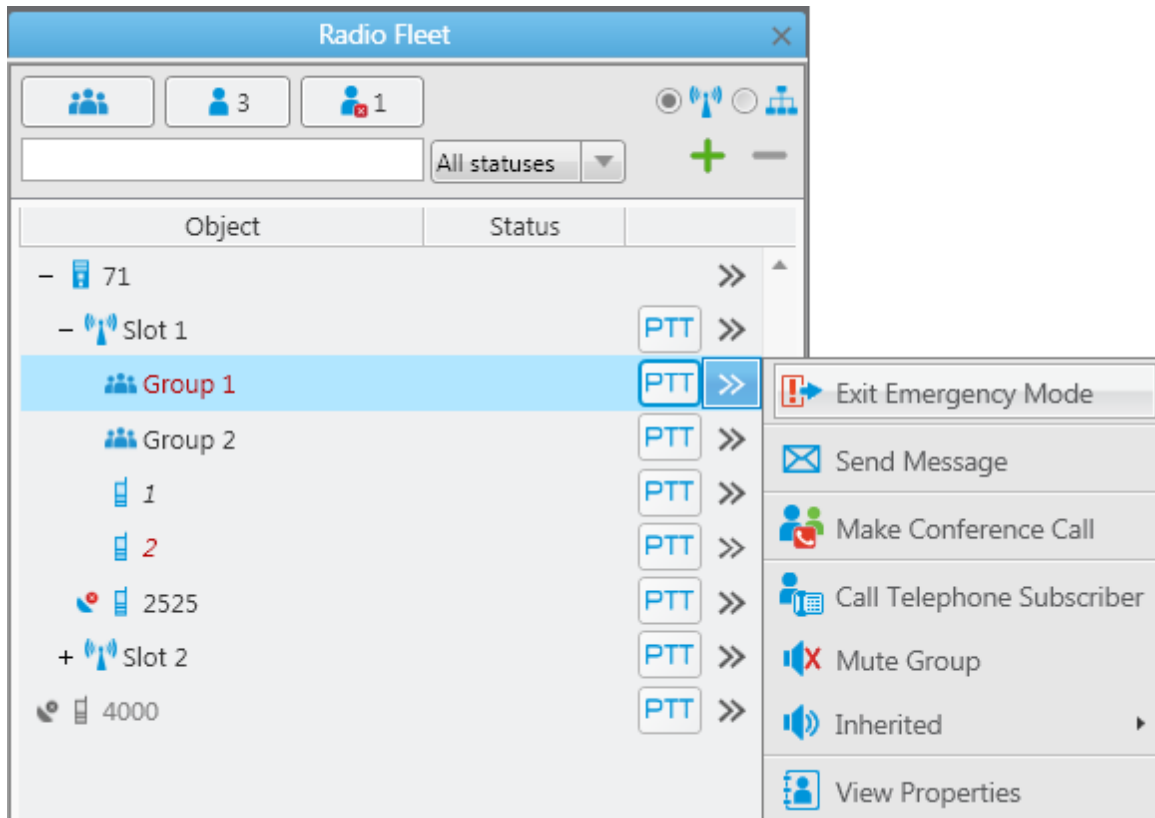 Radio Fleet
3
1
All statuses
Object Status
71
Slot 1 PTT
Group 1 PTT
Exit Emergency Mode
Group 2 PTT
Send Message
1 PTT
Make Conference Call
2 PTT
2525 PTT
Call Telephone Subscriber
Slot 2 PTT
Mute Group
4000 PTT
Inherited
View Properties